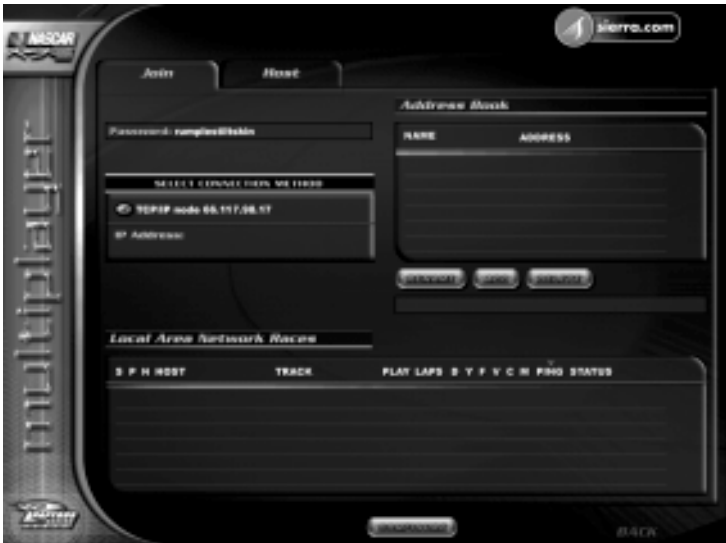 NASCAR
sierra.com
Join
Host
Address Book
Password: rumplestiltskin
NAME ADDRESS
SELECT CONNECTION METHOD
TCP/IP node 65.117.98.17
IP Address:
multiplayer
Local Area Network Races
S P H HOST TRACK PLAY LAPS D Y F V C M PING STATUS
BACK